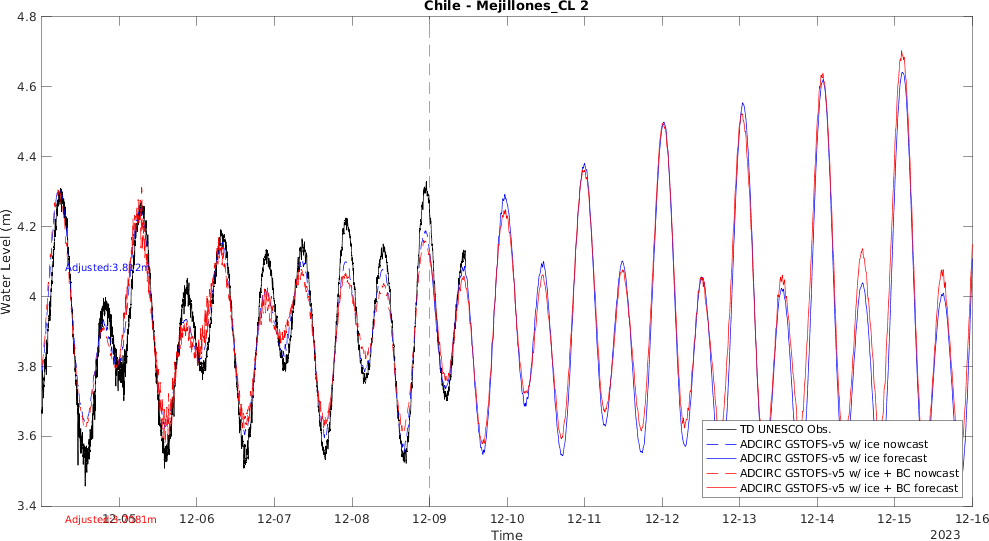 Chile - Mejillones_CL 2
Water Level (m)
4.8
4.6
4.4
4.2
4
3.8
3.6
3.4
Adjusted:3.812m
TD UNESCO Obs.
ADCIRC GSTOFS-v5 w/ ice nowcast
ADCIRC GSTOFS-v5 w/ ice forecast
ADCIRC GSTOFS-v5 w/ ice + BC nowcast
ADCIRC GSTOFS-v5 w/ ice + BC forecast
12-05 12-06 12-07 12-08 12-09 12-10 12-11 12-12 12-13 12-14 12-15 12-16
Time
2023